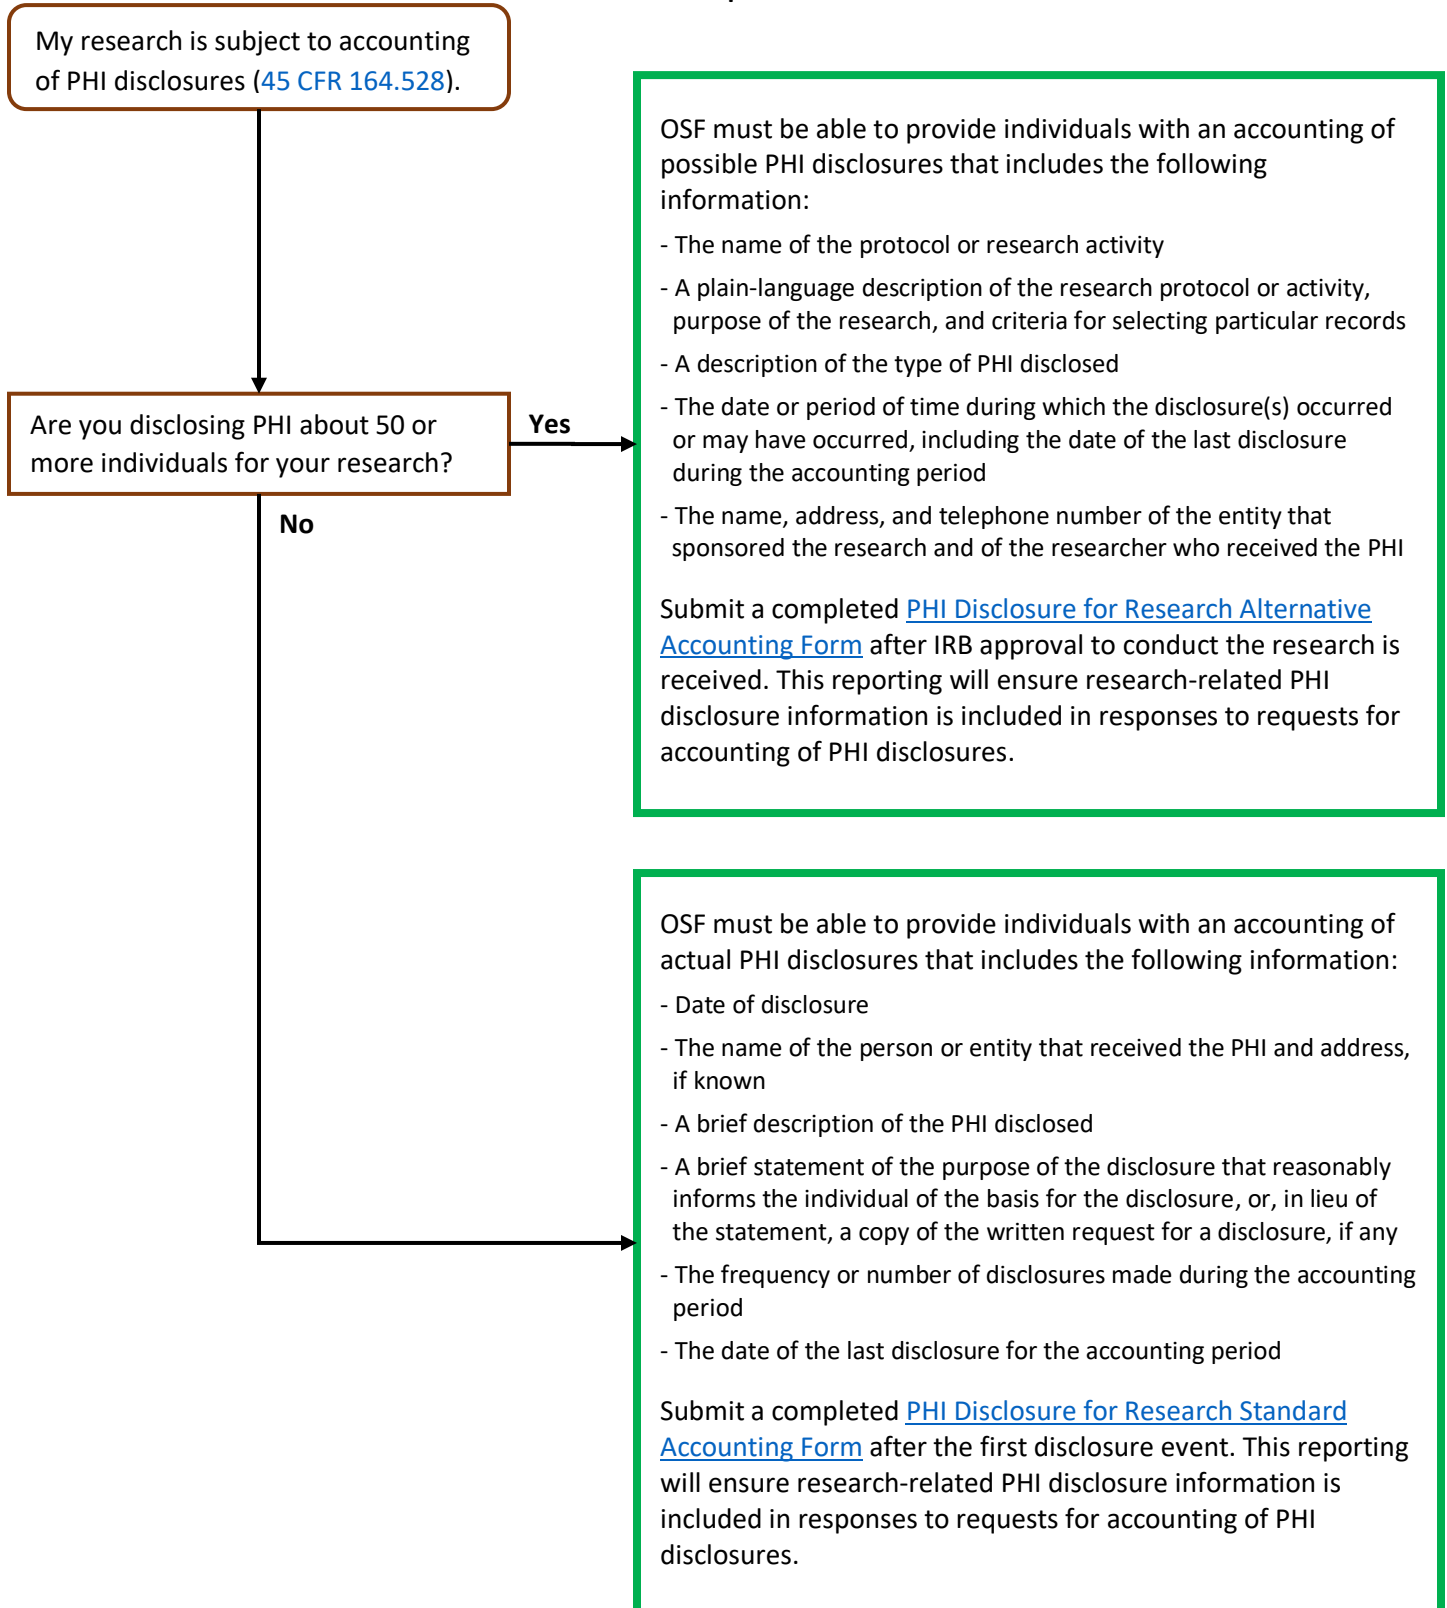 My research is subject to accounting
of PHI disclosures (45 CFR 164.528).
OSF must be able to provide individuals with an accounting of
possible PHI disclosures that includes the following
information:
- The name of the protocol or research activity
- A plain-language description of the research protocol or activity,
purpose of the research, and criteria for selecting particular records
- A description of the type of PHI disclosed
- The date or period of time during which the disclosure(s) occurred
or may have occurred, including the date of the last disclosure
during the accounting period
- The name, address, and telephone number of the entity that
sponsored the research and of the researcher who received the PHI
Submit a completed PHI Disclosure for Research Alternative
Accounting Form after IRB approval to conduct the research is
received. This reporting will ensure research-related PHI
disclosure information is included in responses to requests for
accounting of PHI disclosures.
Are you disclosing PHI about 50 or
more individuals for your research?
Yes
No
OSF must be able to provide individuals with an accounting of
actual PHI disclosures that includes the following information:
- Date of disclosure
- The name of the person or entity that received the PHI and address,
if known
- A brief description of the PHI disclosed
- A brief statement of the purpose of the disclosure that reasonably
informs the individual of the basis for the disclosure, or, in lieu of
the statement, a copy of the written request for a disclosure, if any
- The frequency or number of disclosures made during the accounting
period
- The date of the last disclosure for the accounting period
Submit a completed PHI Disclosure for Research Standard
Accounting Form after the first disclosure event. This reporting
will ensure research-related PHI disclosure information is
included in responses to requests for accounting of PHI
disclosures.